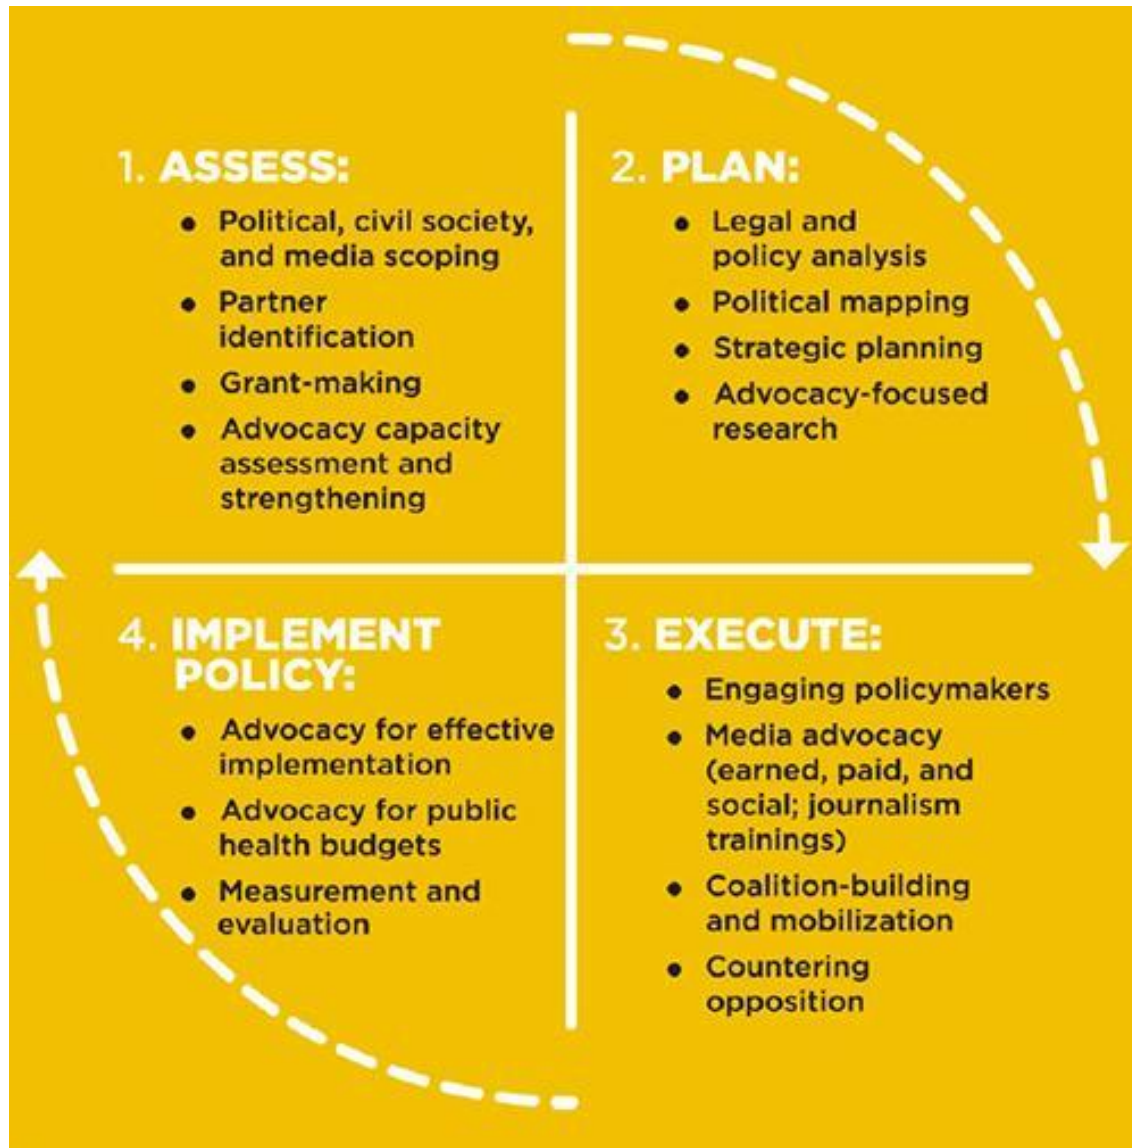 1. ASSESS:
• Political, civil society,
and media scoping
• Partner
identification
• Grant-making
• Advocacy capacity
assessment and
strengthening
2. PLAN:
• Legal and
policy analysis
• Political mapping
• Strategic planning
• Advocacy-focused
research
3. EXECUTE:
• Engaging policymakers
• Media advocacy
(earned, paid, and
social; journalism
trainings)
• Coalition-building
and mobilization
• Countering
opposition
4. IMPLEMENT
POLICY:
• Advocacy for effective
implementation
• Advocacy for public
health budgets
• Measurement and
evaluation